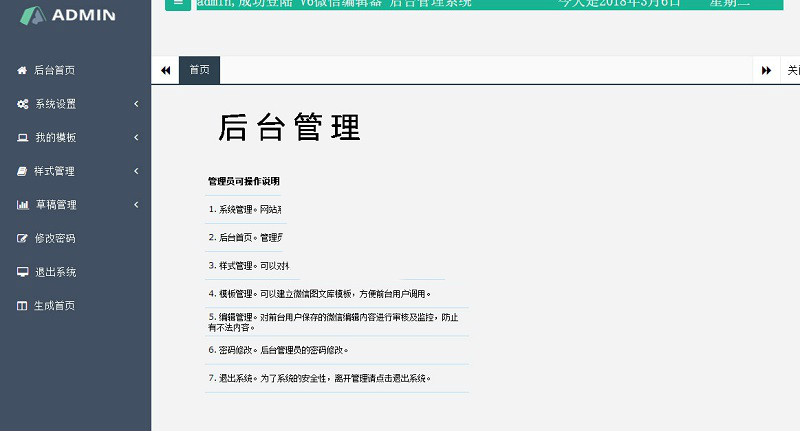 ADMIN
admin,成功登陆 V6微信编辑器 后台管理系统
今天是2018年3月6日 星期二
后台首页
系统设置
我的模板
样式管理
草稿管理
修改密码
退出系统
生成首页
首页
后台管理
管理员可操作说明
1. 系统管理。网站
2. 后台首页。管理
3. 样式管理。可以对
4. 模板管理。可以建立微信图文库模板，方便前台用户调用。
5. 编辑管理。对前台用户保存的微信编辑内容进行审核及监控，防止
有不法内容。
6. 密码修改。后台管理员的密码修改。
7. 退出系统。为了系统的安全性，离开管理请点击退出系统。